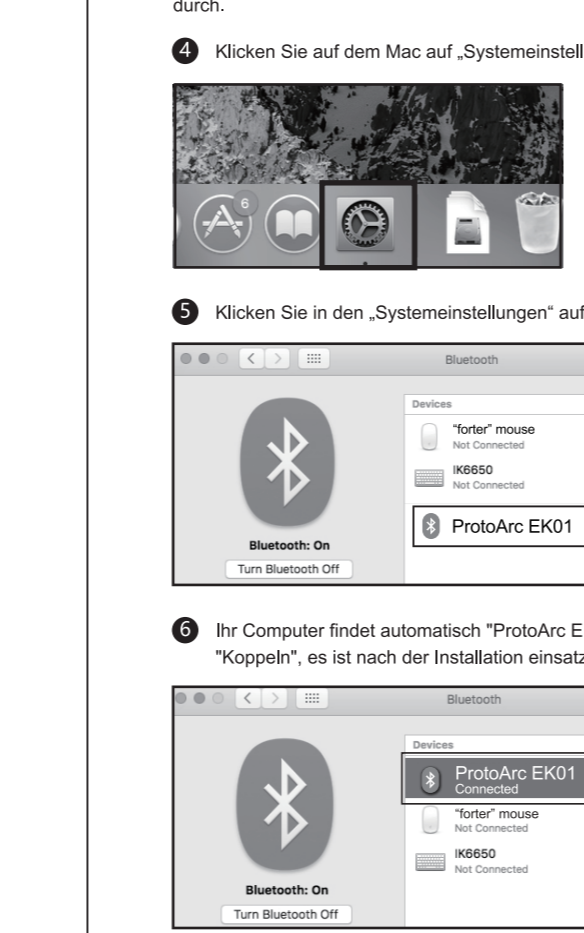 durch.
4 Klicken Sie auf dem Mac auf „Systemeinstell
6
5 Klicken Sie in den „Systemeinstellungen“ auf
Bluetooth
Devices
“forter” mouse
Not Connected
IK6650
Not Connected
ProtoArc EK01
Bluetooth: On
Turn Bluetooth Off
6 Ihr Computer findet automatisch "ProtoArc E
"Koppeln", es ist nach der Installation einsatz
Bluetooth
Devices
ProtoArc EK01
Connected
“forter” mouse
Not Connected
IK6650
Not Connected
Bluetooth: On
Turn Bluetooth Off